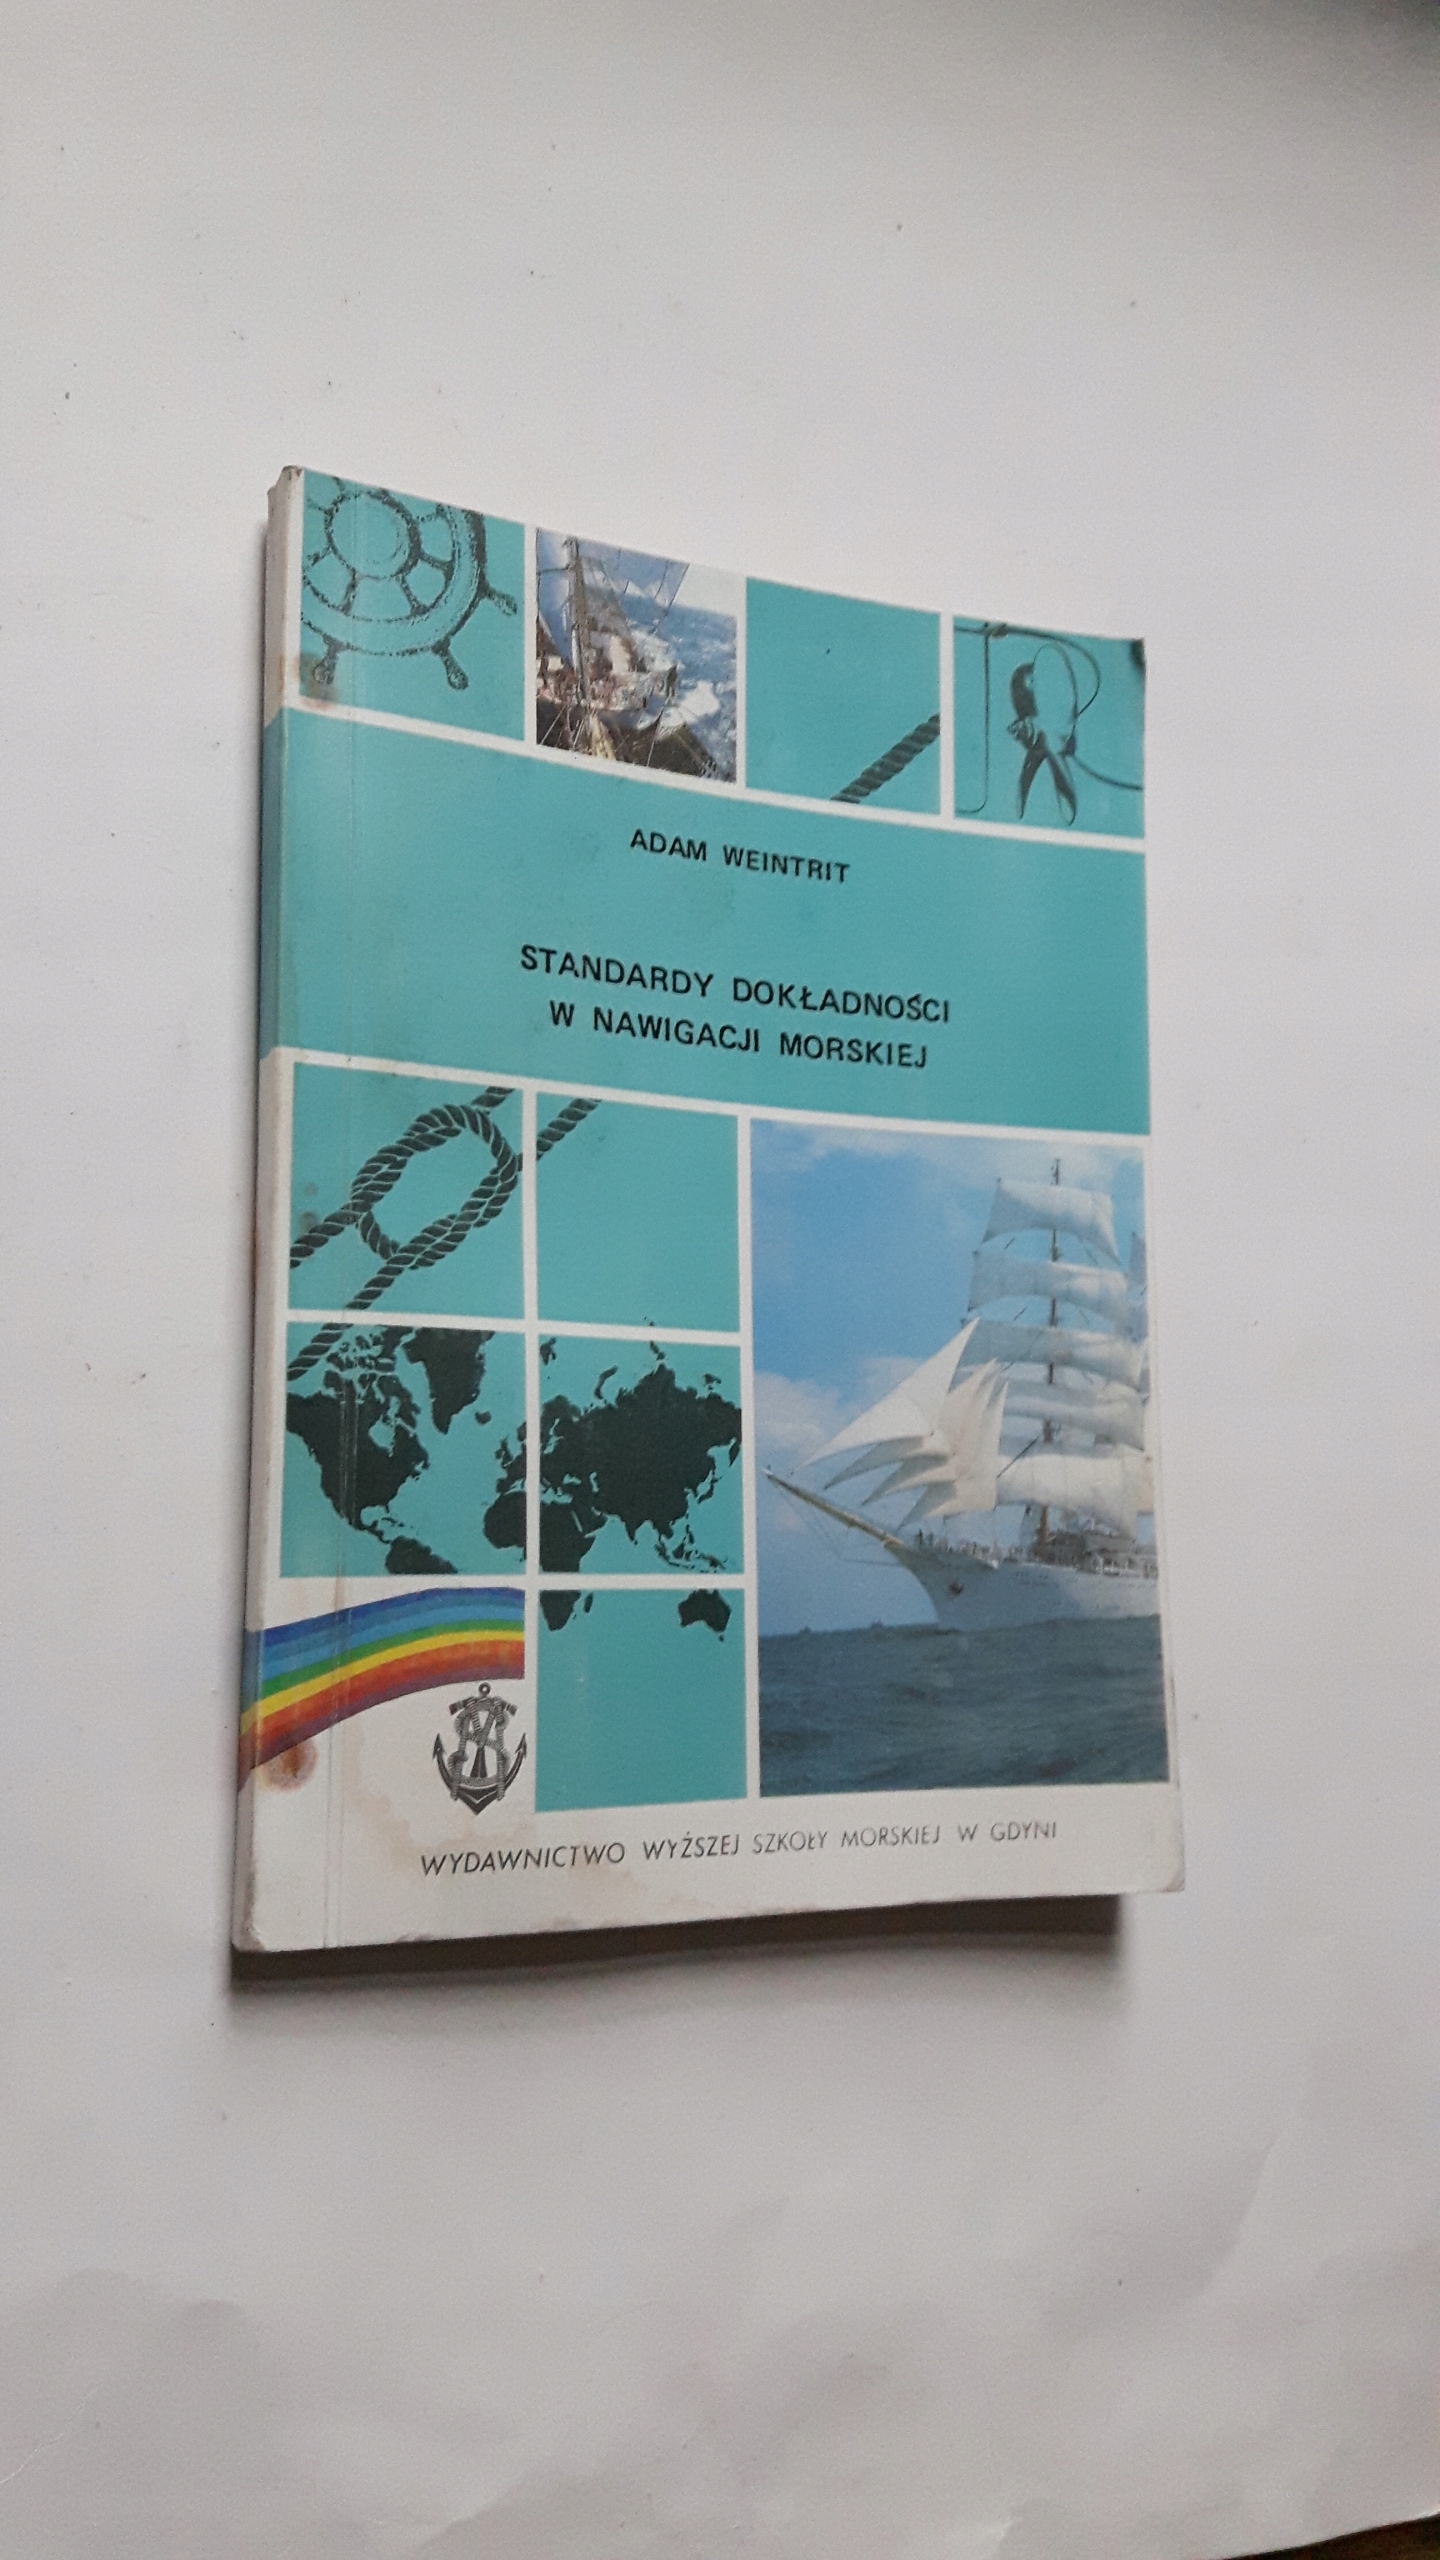 ADAM WEINTRIT
STANDARDY DOKŁADNOŚCI
W NAWIGACJI MORSKIEJ
WYDAWNICTWO WYŻSZEJ SZKOŁY MORSKIEJ W GDYNI